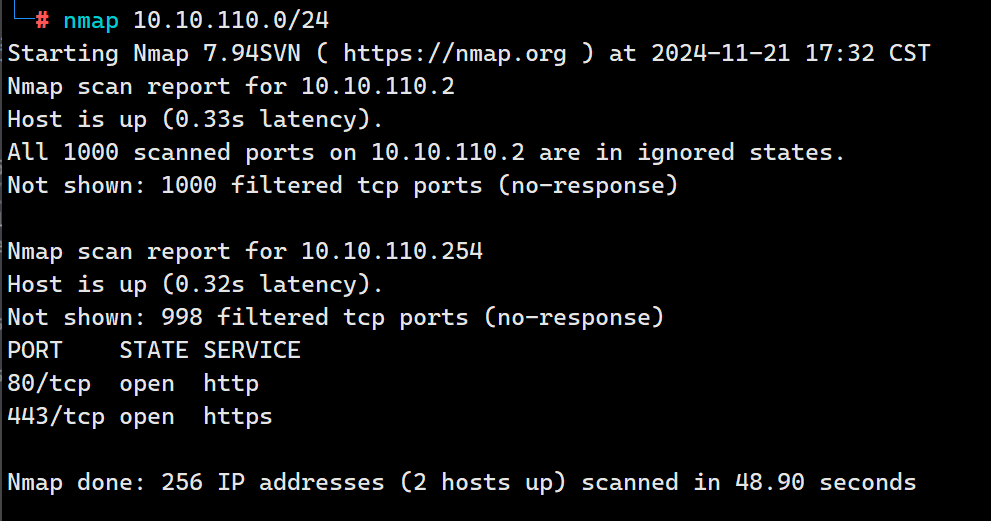 └─# nmap 10.10.110.0/24
Starting Nmap 7.94SVN ( https://nmap.org ) at 2024-11-21 17:32 CST
Nmap scan report for 10.10.110.2
Host is up (0.33s latency).
All 1000 scanned ports on 10.10.110.2 are in ignored states.
Not shown: 1000 filtered tcp ports (no-response)

Nmap scan report for 10.10.110.254
Host is up (0.32s latency).
Not shown: 998 filtered tcp ports (no-response)
PORT    STATE SERVICE
80/tcp  open  http
443/tcp open  https

Nmap done: 256 IP addresses (2 hosts up) scanned in 48.90 seconds